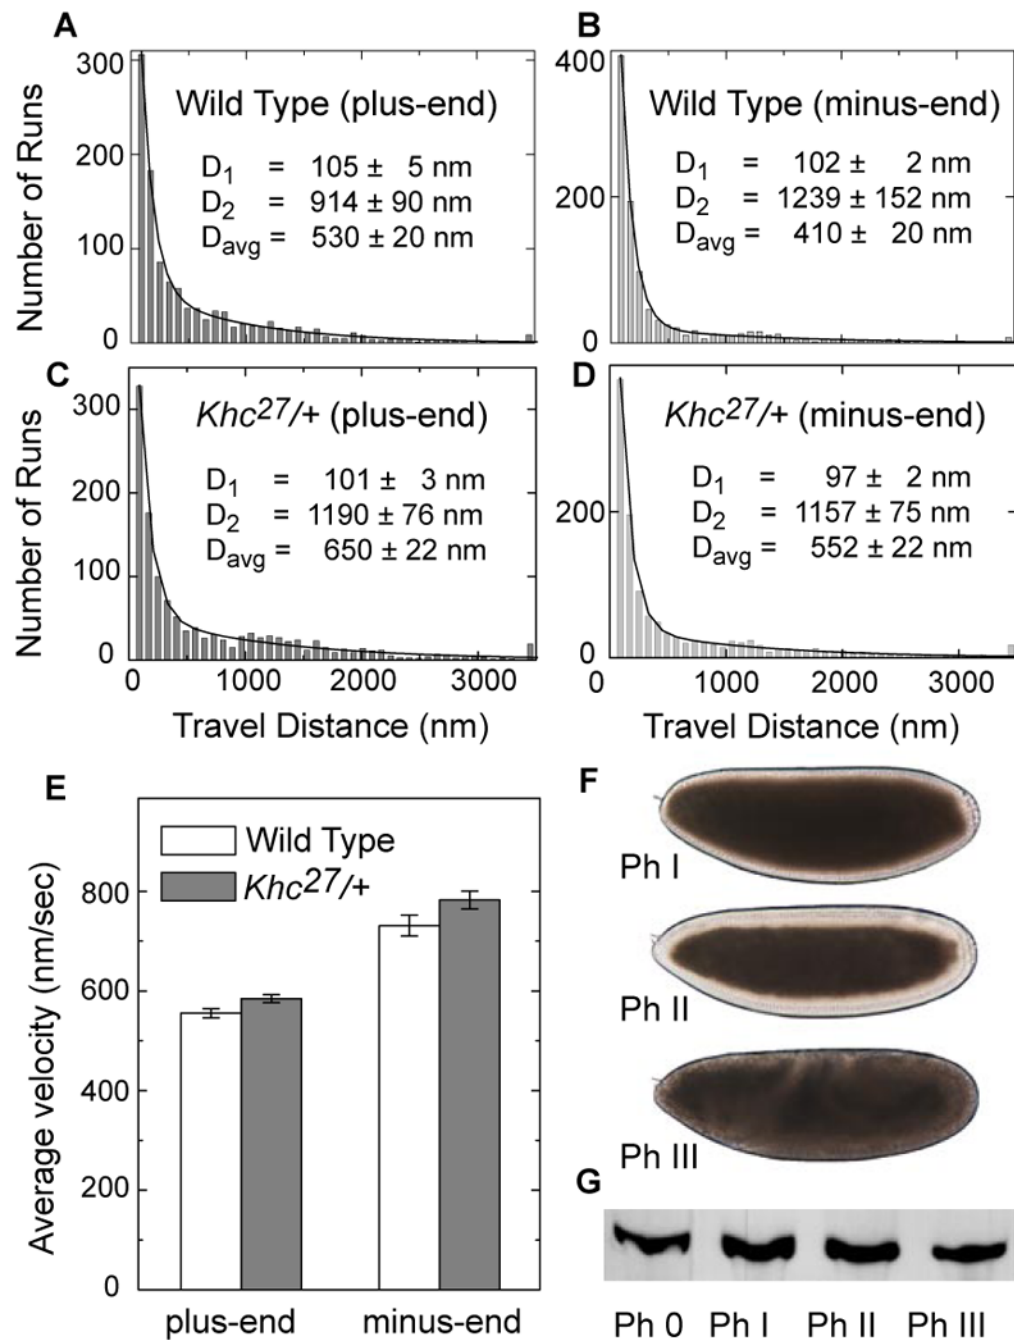 A
Number of Runs
300
200
100
0
Wild Type (plus-end)
D1 = 105 ± 5 nm
D2 = 914 ± 90 nm
Davg = 530 ± 20 nm
B
400
200
0
Wild Type (minus-end)
D1 = 102 ± 2 nm
D2 = 1239 ± 152 nm
Davg = 410 ± 20 nm
C
Number of Runs
300
200
100
0
Khc27/+ (plus-end)
D1 = 101 ± 3 nm
D2 = 1190 ± 76 nm
Davg = 650 ± 22 nm
0 1000 2000 3000
Travel Distance (nm)
D
200
0
Khc27/+ (minus-end)
D1 = 97 ± 2 nm
D2 = 1157 ± 75 nm
Davg = 552 ± 22 nm
0 1000 2000 3000
Travel Distance (nm)
E
Average velocity (nm/sec)
800
600
400
200
0
Wild Type
Khc27/+
plus-end minus-end
F
Ph I
Ph II
Ph III
G
Ph 0 Ph I Ph II Ph III